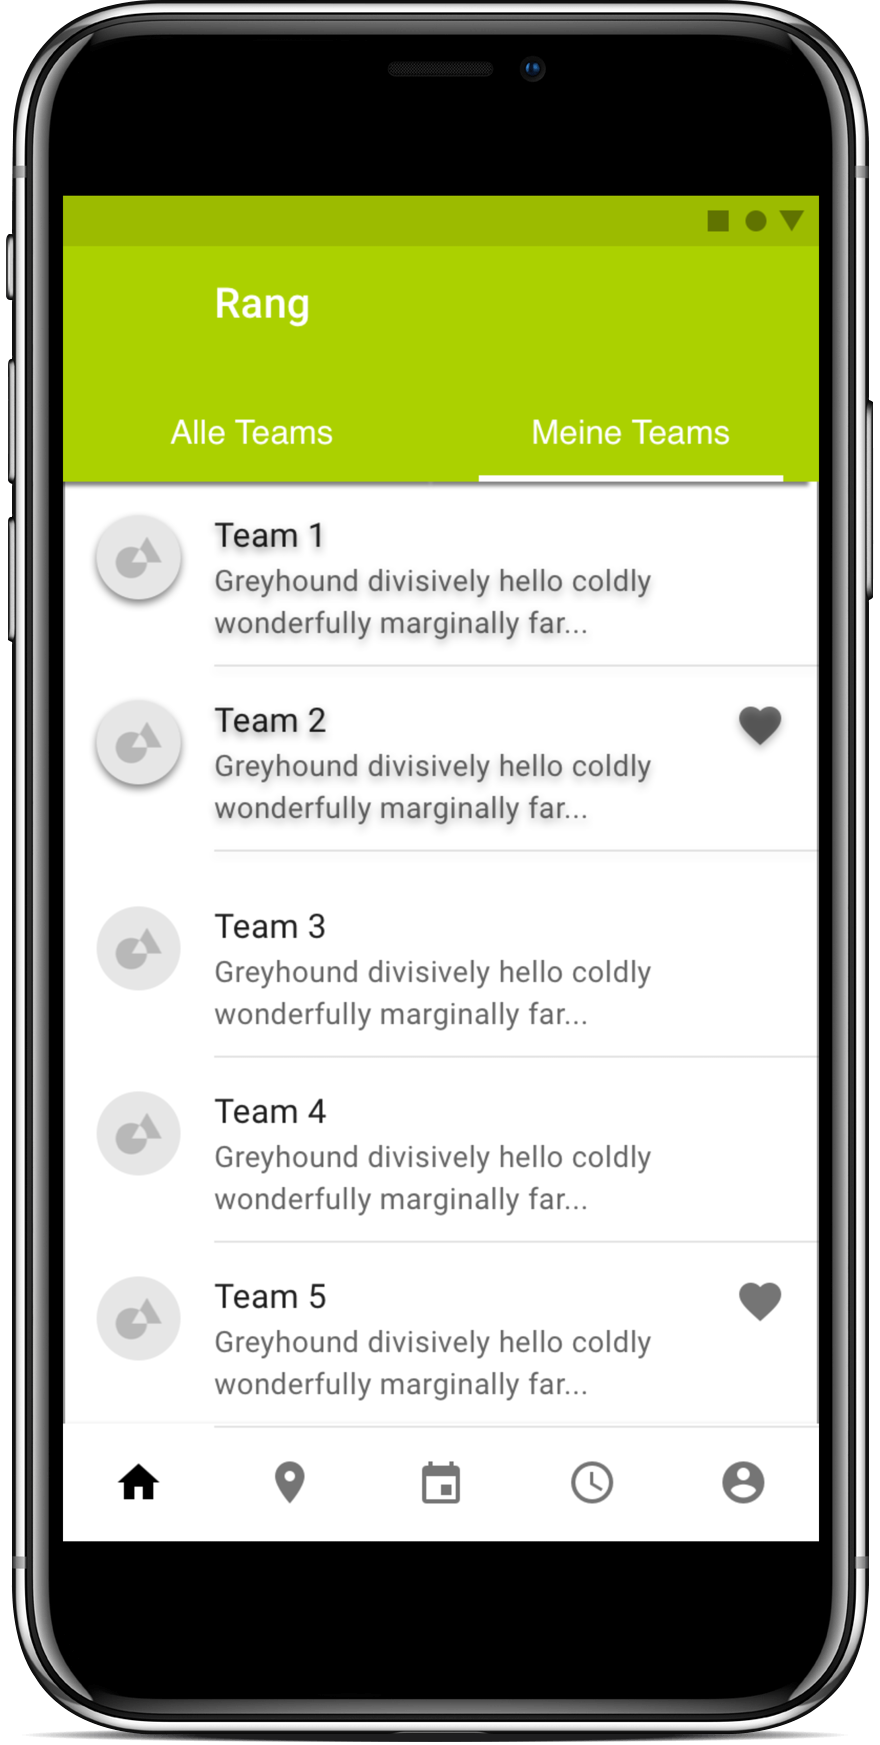 Rang
Alle Teams
Meine Teams
Team 1
Greyhound divisively hello coldly
wonderfully marginally far...
Team 2
Greyhound divisively hello coldly
wonderfully marginally far...
Team 3
Greyhound divisively hello coldly
wonderfully marginally far...
Team 4
Greyhound divisively hello coldly
wonderfully marginally far...
Team 5
Greyhound divisively hello coldly
wonderfully marginally far...